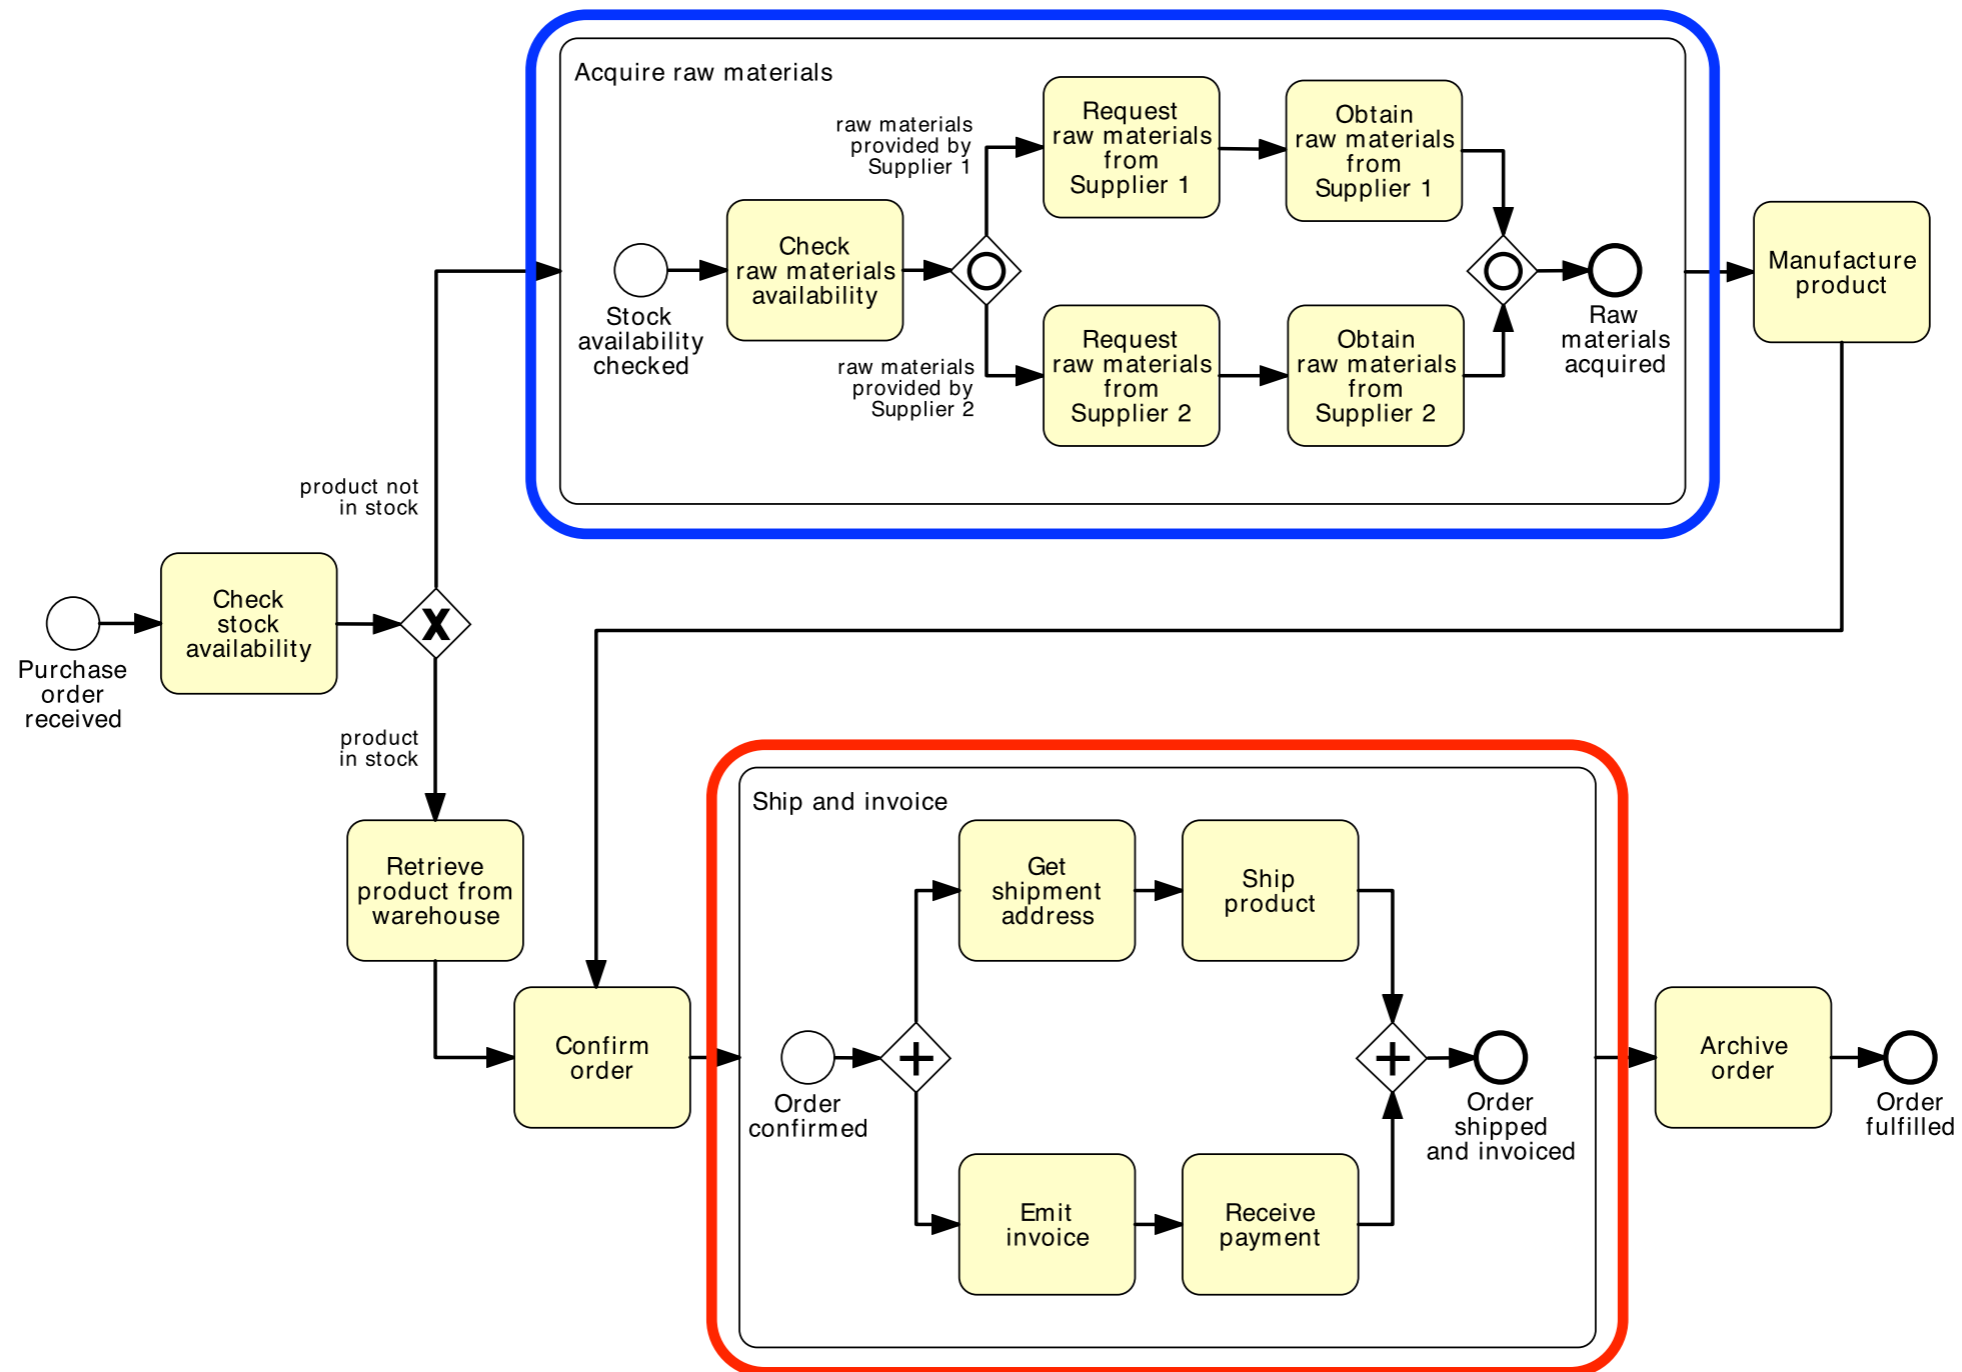 Acquire raw materials
raw materials
provided by
Supplier 1
Request
raw materials
from
Supplier 1
Obtain
raw materials
from
Supplier 1
Stock
availability
checked
Check
raw materials
availability
raw materials
provided by
Supplier 2
Request
raw materials
from
Supplier 2
Obtain
raw materials
from
Supplier 2
Raw
materials
acquired
Manufacture
product
product not
in stock
Purchase
order
received
Check
stock
availability
X
product
in stock
Retrieve
product from
warehouse
Confirm
order
Ship and invoice
Order
confirmed
Get
shipment
address
Ship
product
Emit
invoice
Receive
payment
Order
shipped
and invoiced
Archive
order
Order
fulfilled